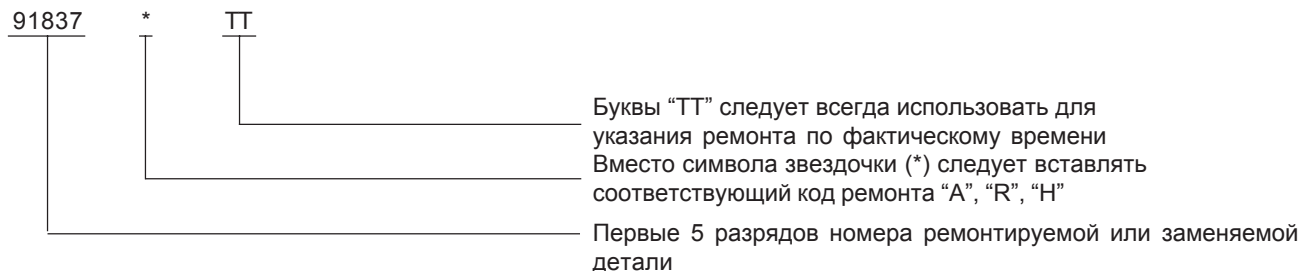 91837 * TT
Буквы “TT” следует всегда использовать для
указания ремонта по фактическому времени
Вместо символа звездочки (*) следует вставлять
соответствующий код ремонта “A”, “R”, “H”
Первые 5 разрядов номера ремонтируемой или заменяемой
детали